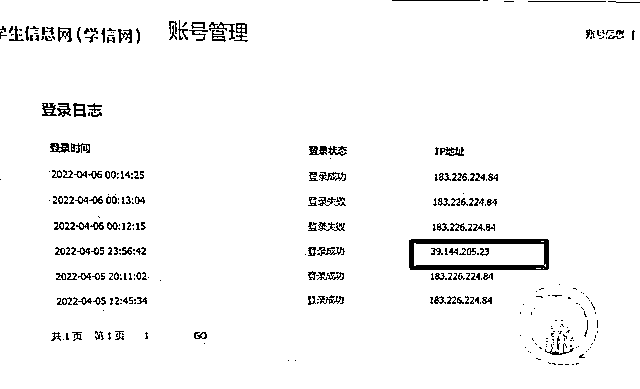 学生信息网(学信网) 账号管理 账号信息
登录日志
登录时间 登录状态 IP地址
2022-04-06 00:14:25 登录成功 183.226.224.84
2022-04-06 00:13:04 登录失败 183.226.224.84
2022-04-06 00:12:15 登录失败 183.226.224.84
2022-04-05 23:56:42 登录成功 39.144.205.23
2022-04-05 20:11:02 登录成功 183.226.224.84
2022-04-05 12:45:34 登录成功 183.226.224.84
共1页 第1页 1 GO